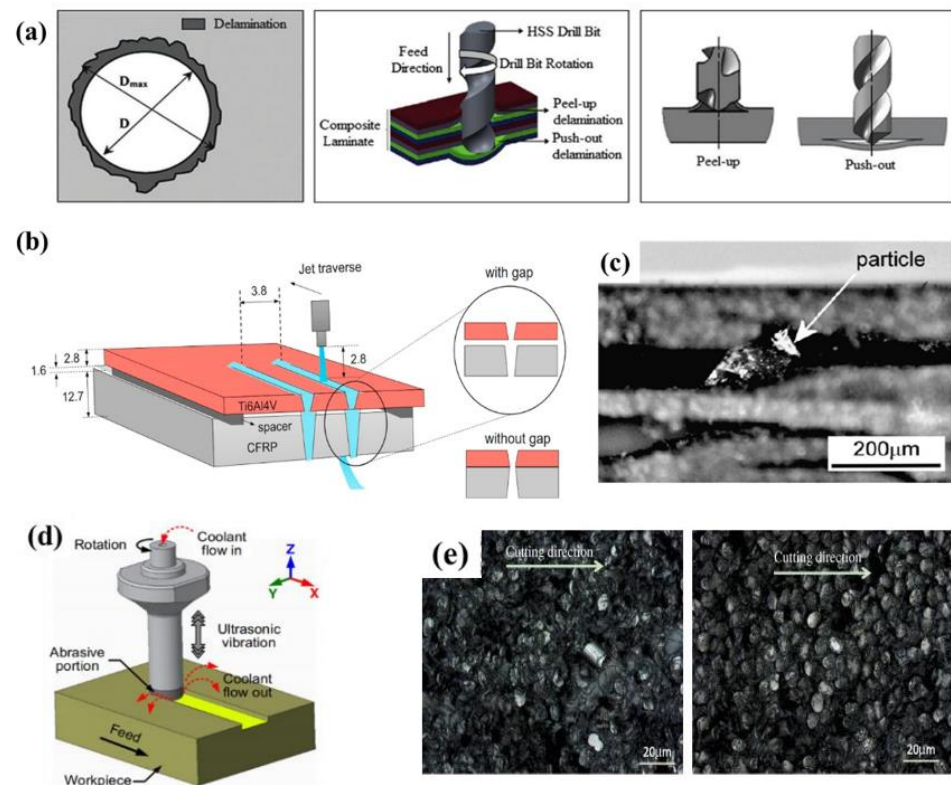 (a)
Delamination
Dmax
D
Feed
Direction
HSS Drill Bit
Drill Bit Rotation
Composite
Laminate
Peel-up
delamination
Push-out
delamination
Peel-up
Push-out
(b)
Jet traverse
3.8
2.8
1.6
12.7
2.8
Ti6Al4V
spacer
CFRP
with gap
without gap
(c)
particle
200µm
(d)
Rotation
Coolant
flow in
Z
Y
X
Ultrasonic
vibration
Abrasive
portion
Coolant
flow out
Feed
Workpiece
(e)
Cutting direction
20µm
Cutting direction
20µm